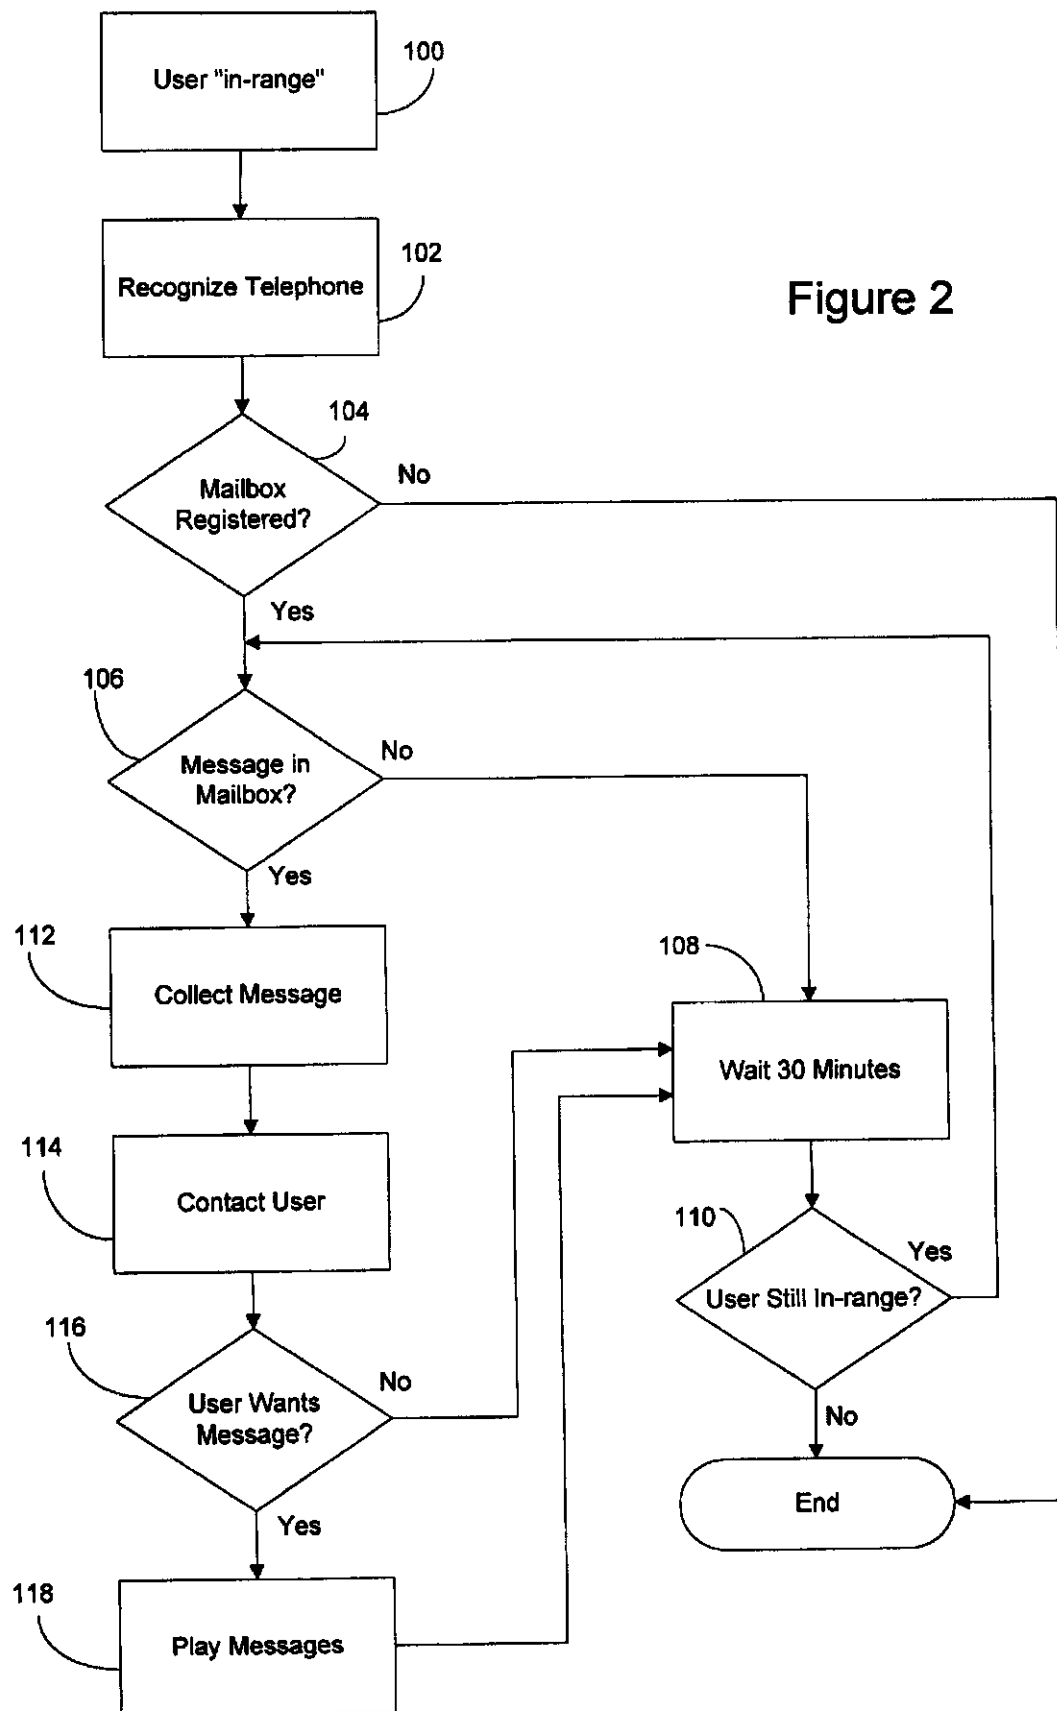 User "in-range"
100
Recognize Telephone
102
Figure 2
104
Mailbox
Registered?
No
Yes
106
Message in
Mailbox?
No
Yes
112
Collect Message
108
Wait 30 Minutes
114
Contact User
110
User Still In-range?
Yes
No
116
User Wants
Message?
No
Yes
End
118
Play Messages